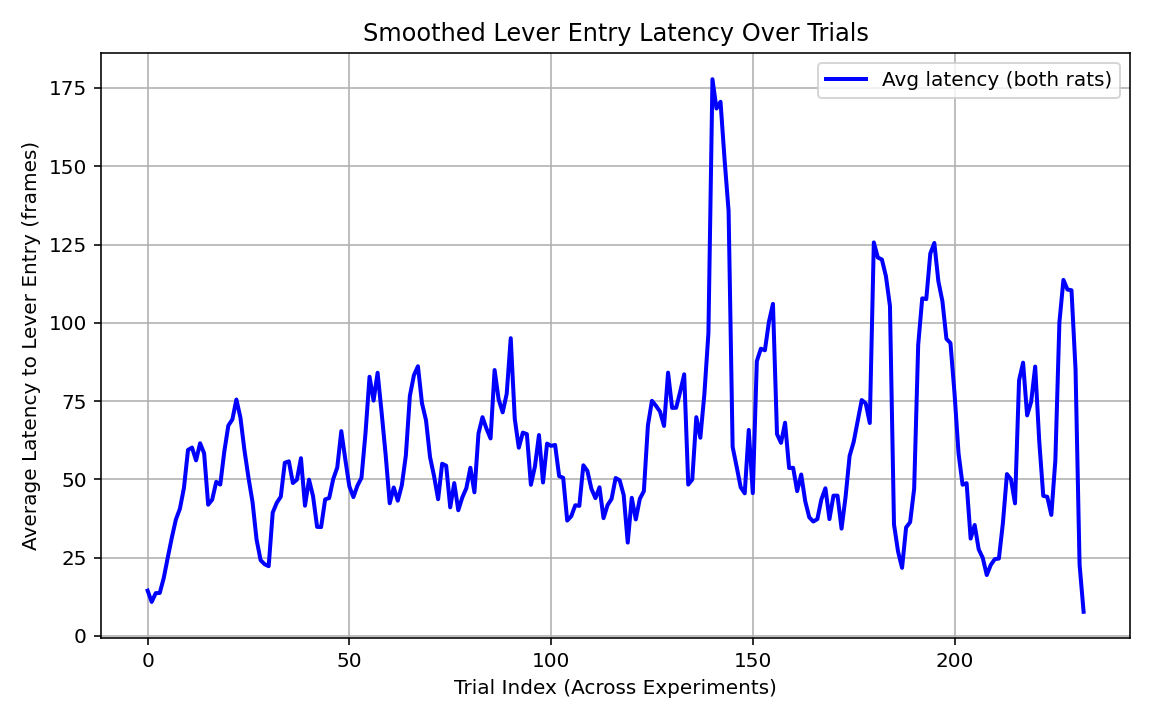 Smoothed Lever Entry Latency Over Trials
Avg latency (both rats)
Average Latency to Lever Entry (frames)
175
150
125
100
75
50
25
0
0 50 100 150 200
Trial Index (Across Experiments)